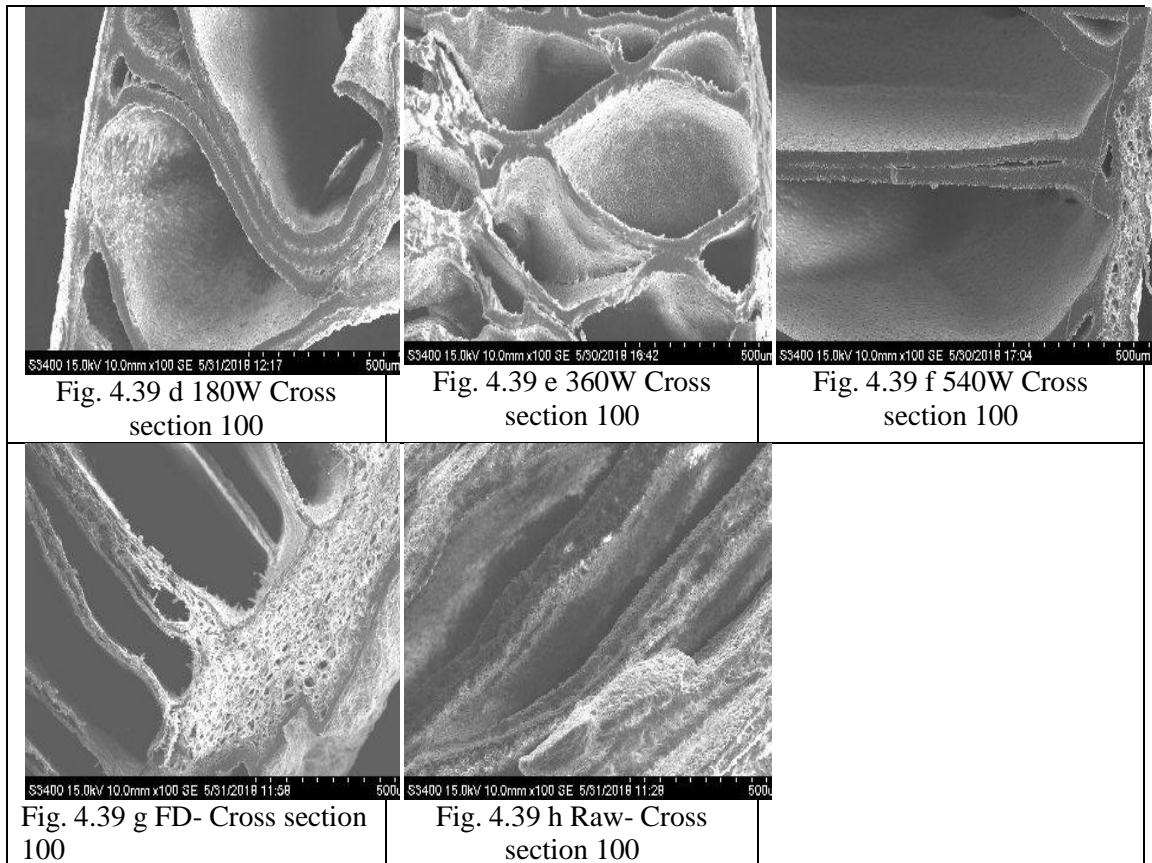 S3400 15.0kV 10.0mm x100 SE 5/31/2018 12:17 500um
S3400 15.0kV 10.0mm x100 SE 5/30/2018 16:42 500um
S3400 15.0kV 10.0mm x100 SE 5/30/2018 17:04 500um
Fig. 4.39 d 180W Cross
section 100
Fig. 4.39 e 360W Cross
section 100
Fig. 4.39 f 540W Cross
section 100
S3400 15.0kV 10.0mm x100 SE 5/31/2018 11:58 500u
S3400 15.0kV 10.0mm x100 SE 5/31/2018 11:28 500u
Fig. 4.39 g FD- Cross section
100
Fig. 4.39 h Raw- Cross
section 100